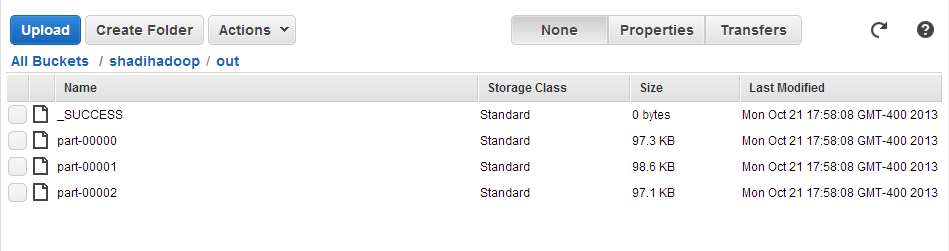 Upload Create Folder Actions None Properties Transfers
All Buckets / shadihadoop / out
Name Storage Class Size Last Modified
_SUCCESS Standard 0 bytes Mon Oct 21 17:58:08 GMT-400 2013
part-00000 Standard 97.3 KB Mon Oct 21 17:58:08 GMT-400 2013
part-00001 Standard 98.6 KB Mon Oct 21 17:58:08 GMT-400 2013
part-00002 Standard 97.1 KB Mon Oct 21 17:58:08 GMT-400 2013